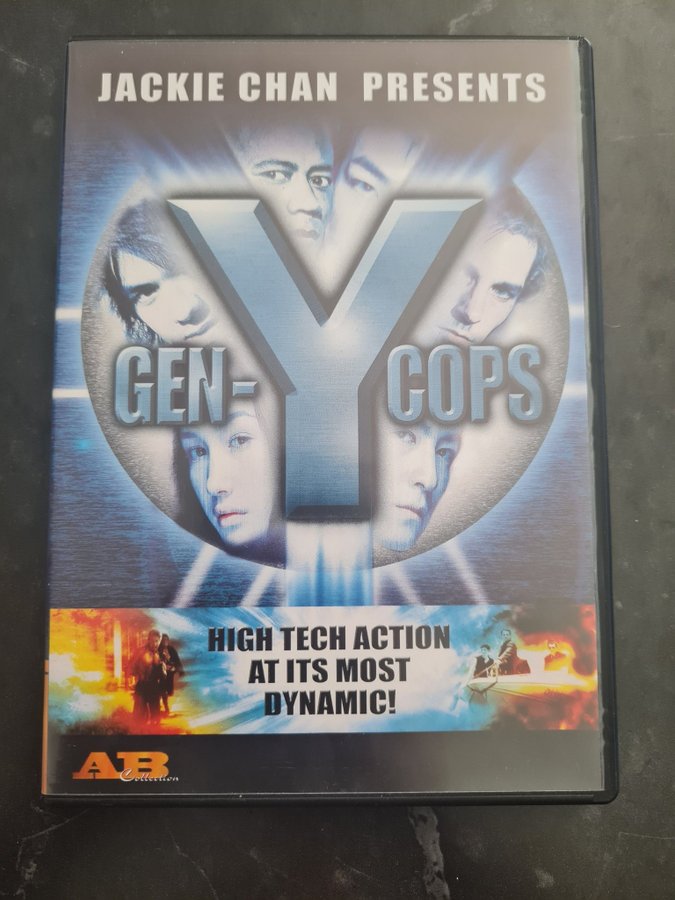 JACKIE CHAN PRESENTS
Y
GEN- COPS
HIGH TECH ACTION
AT ITS MOST
DYNAMIC!
AB
Collection